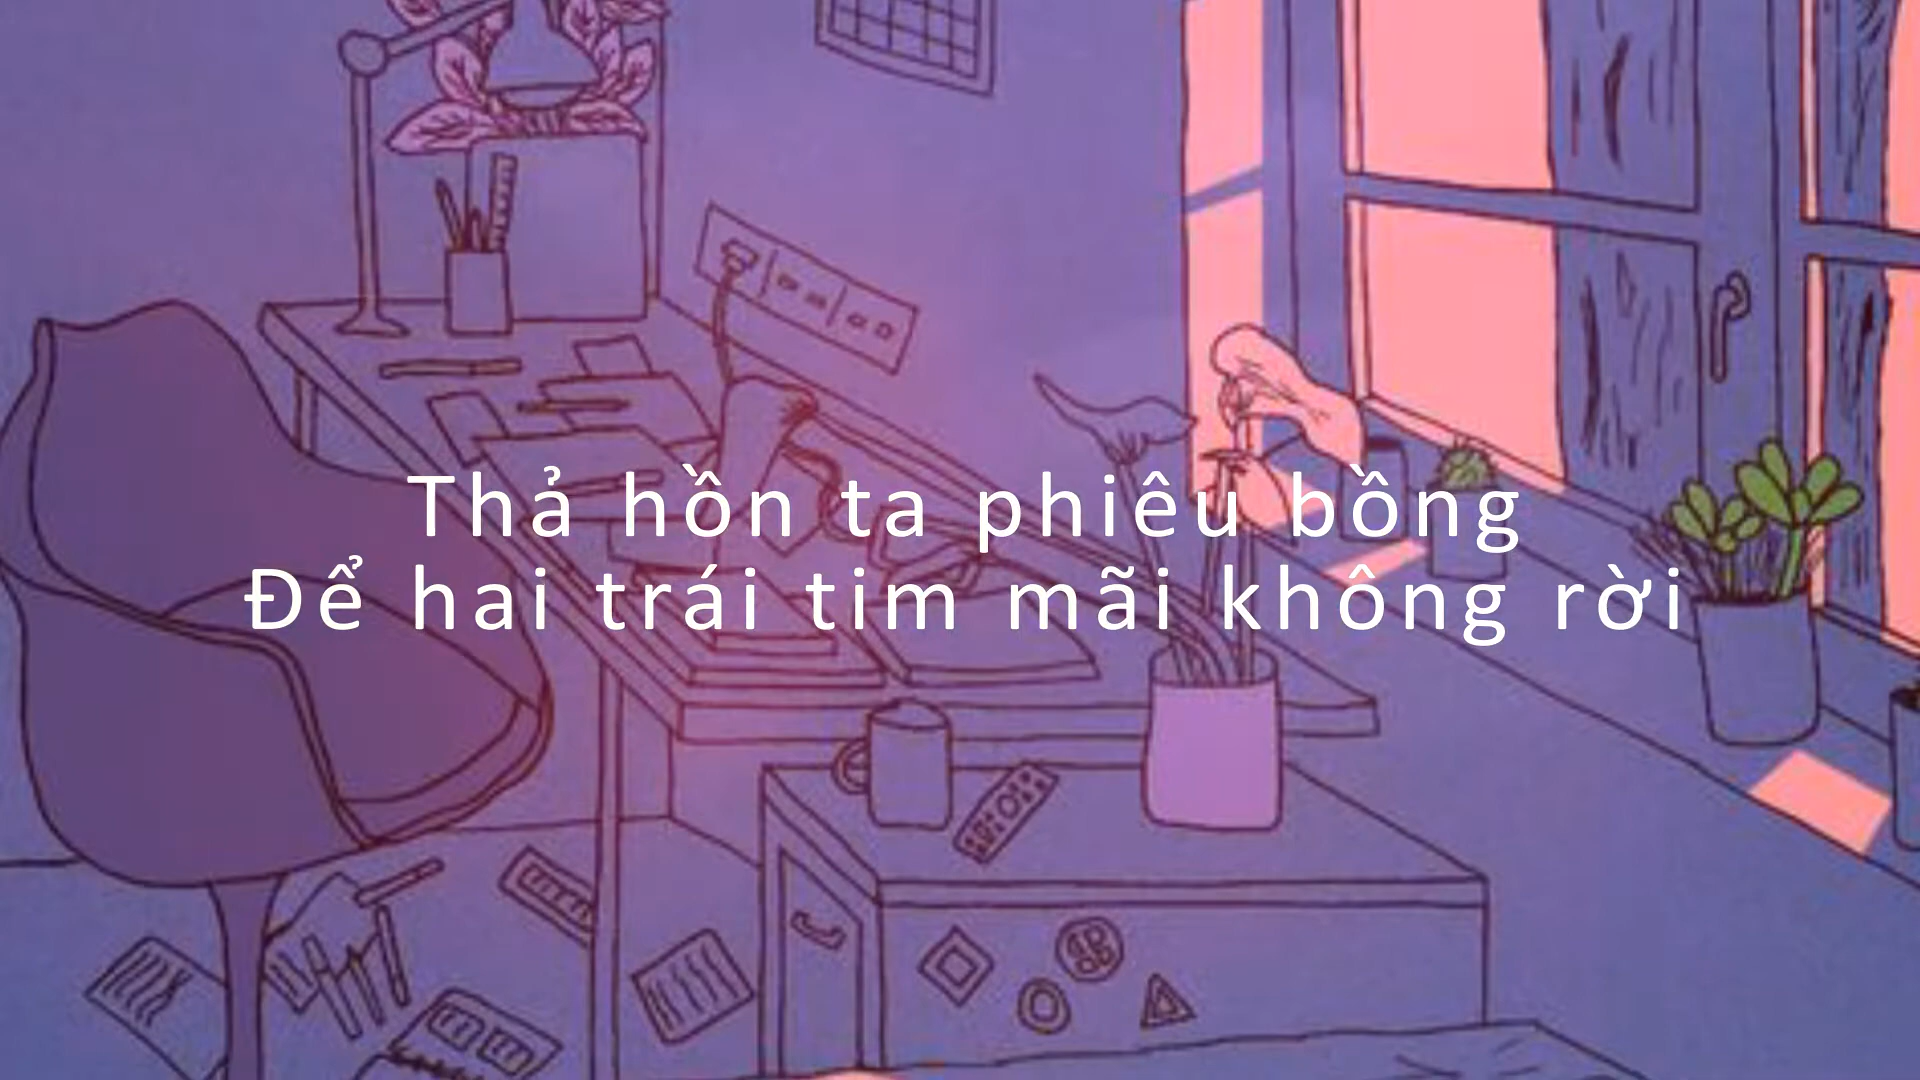 Thả hồn ta phiêu bồng
Để hai trái tim mãi không rời